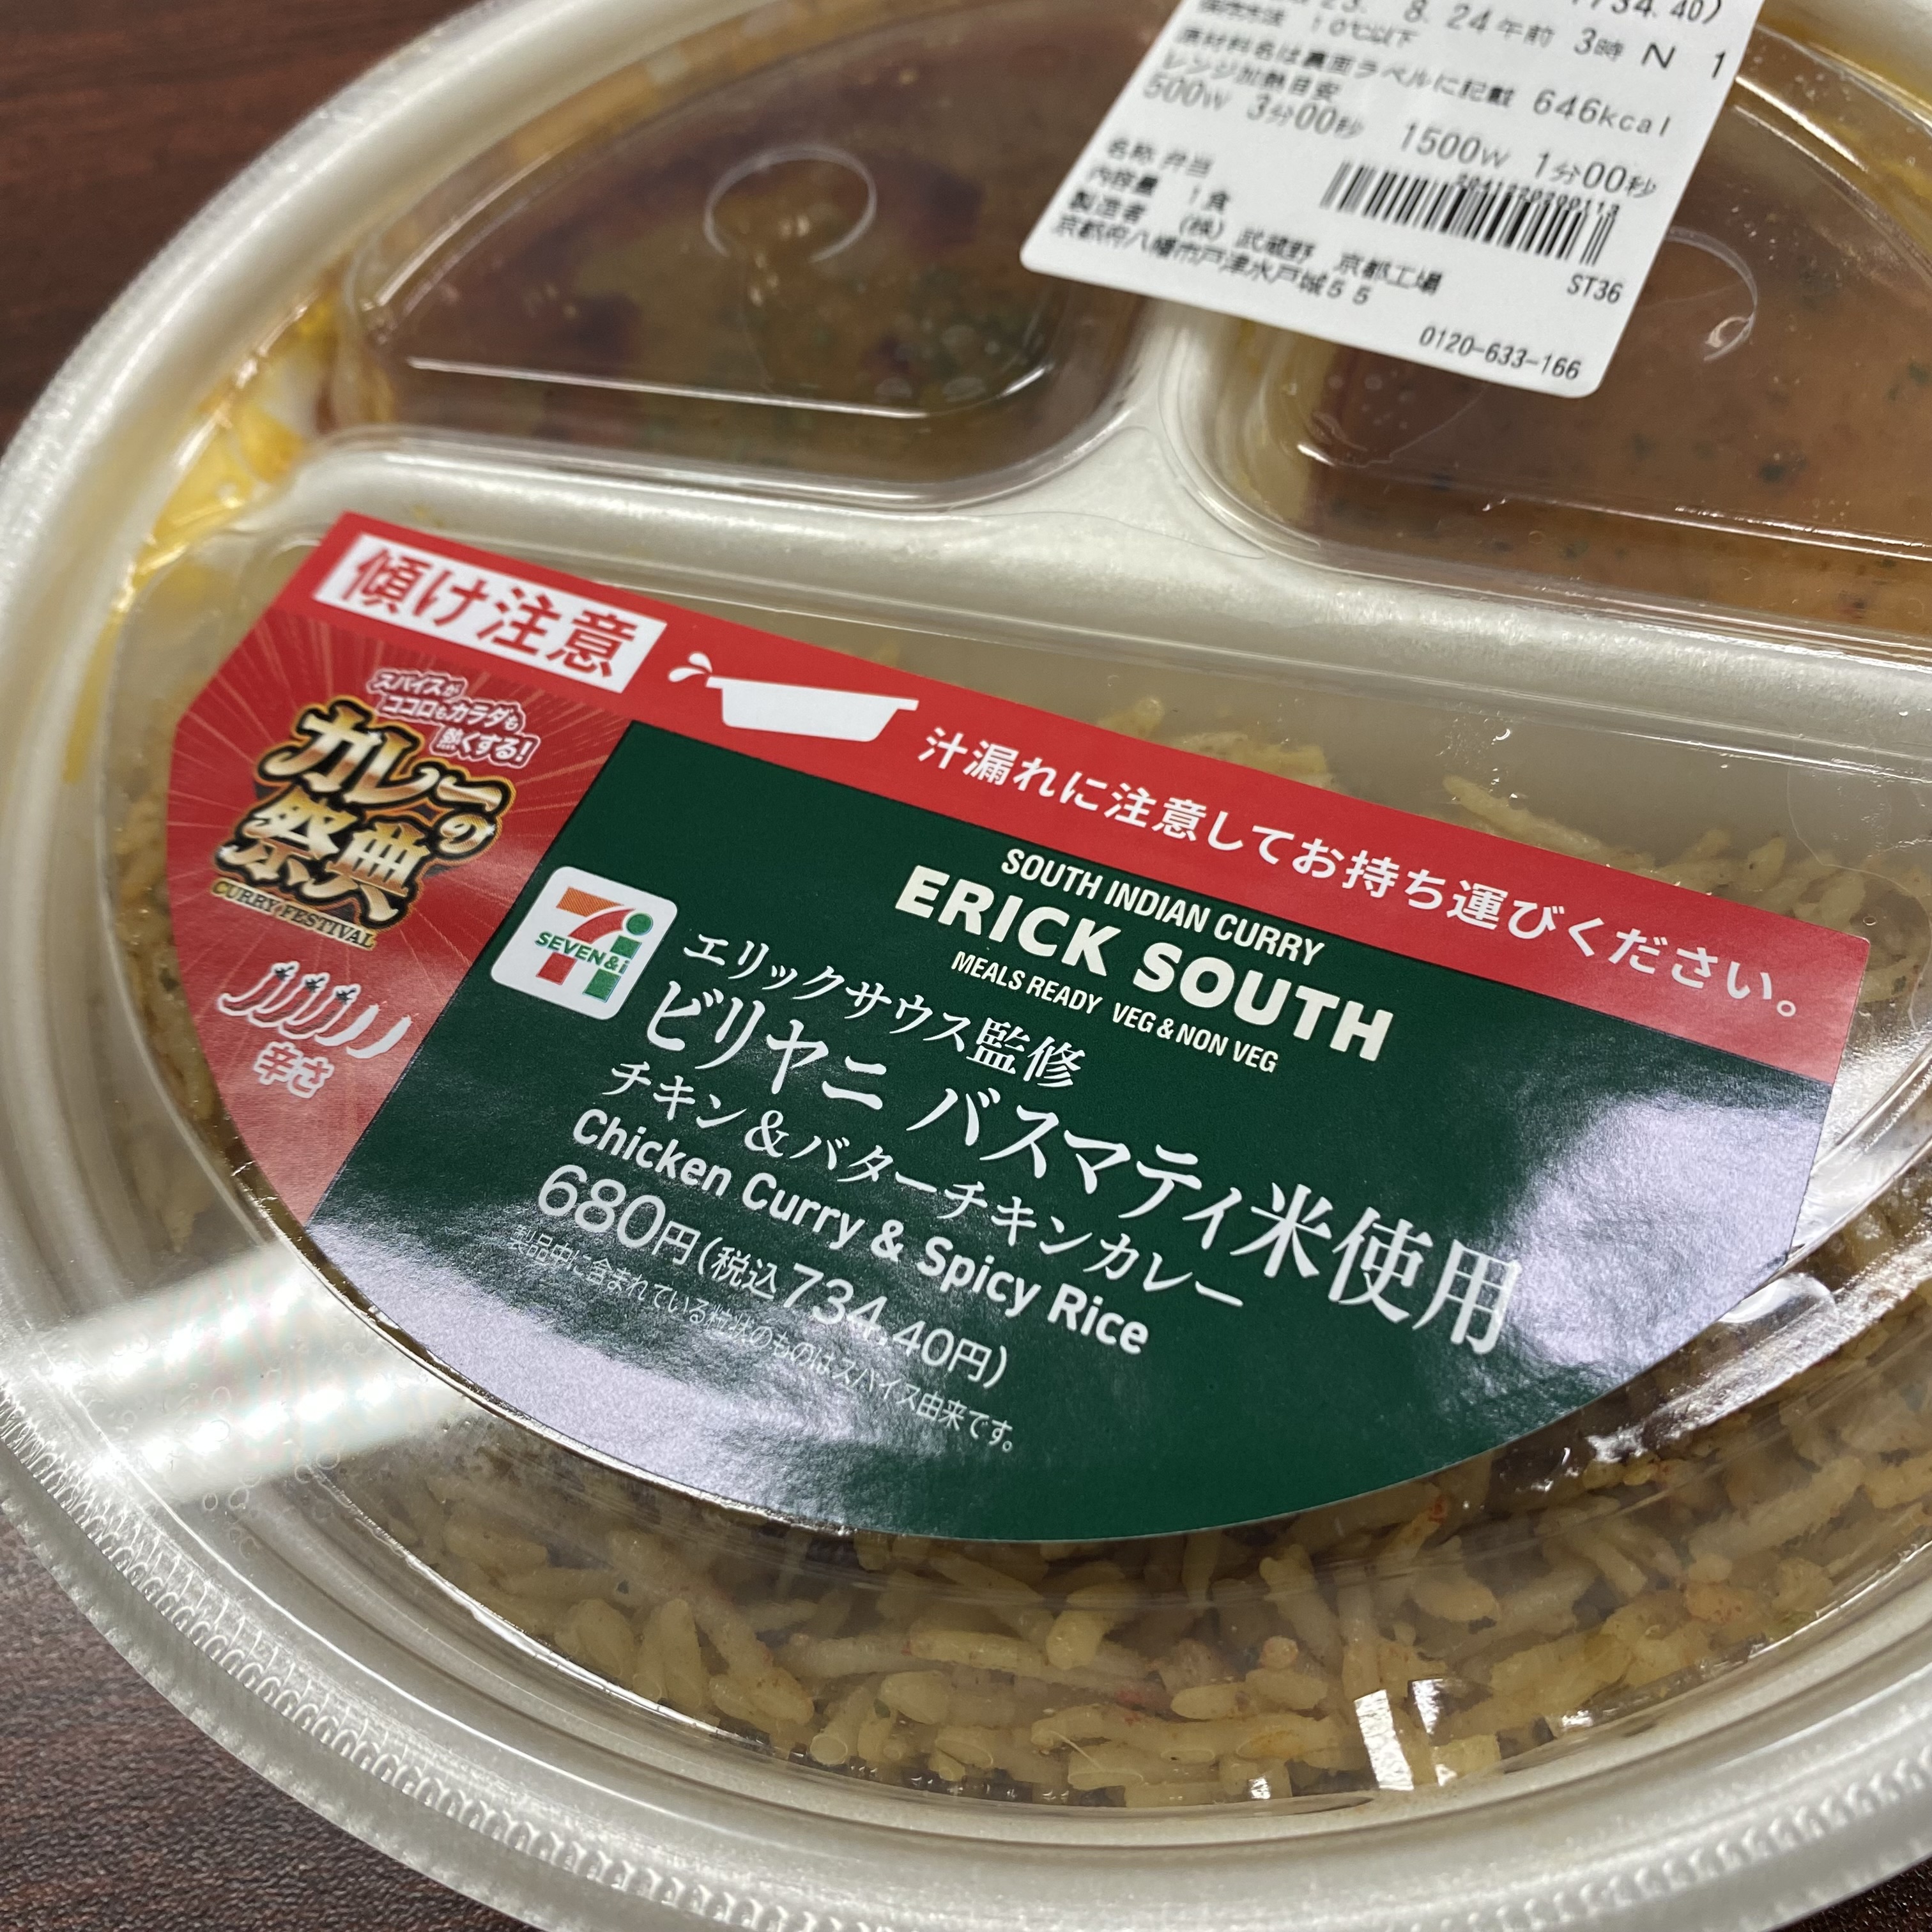 734.40)
23. 8.24午前 3時 N 1
10℃以下
原材料名は裏面ラベルに記載 646kcal
レンジ加熱目安
500W 3分00秒 1500W 1分00秒
名称 弁当
内容量 1食
製造者 (株)武蔵野 京都工場
京都府八幡市戸津水戸城55
ST36
0120-633-166
傾け注意
汁漏れに注意してお持ち運びください。
スパイスが
ココロもカラダも
熱くする!
カレーの
祭典
CURRY FESTIVAL
辛さ
SEVEN&i
SOUTH INDIAN CURRY
ERICK SOUTH
MEALS READY VEG & NON VEG
エリックサウス監修
ビリヤニ バスマティ米使用
チキン&バターチキンカレー
Chicken Curry & Spicy Rice
680円(税込734.40円)
製品中に含まれている粒状のものはスパイス由来です。